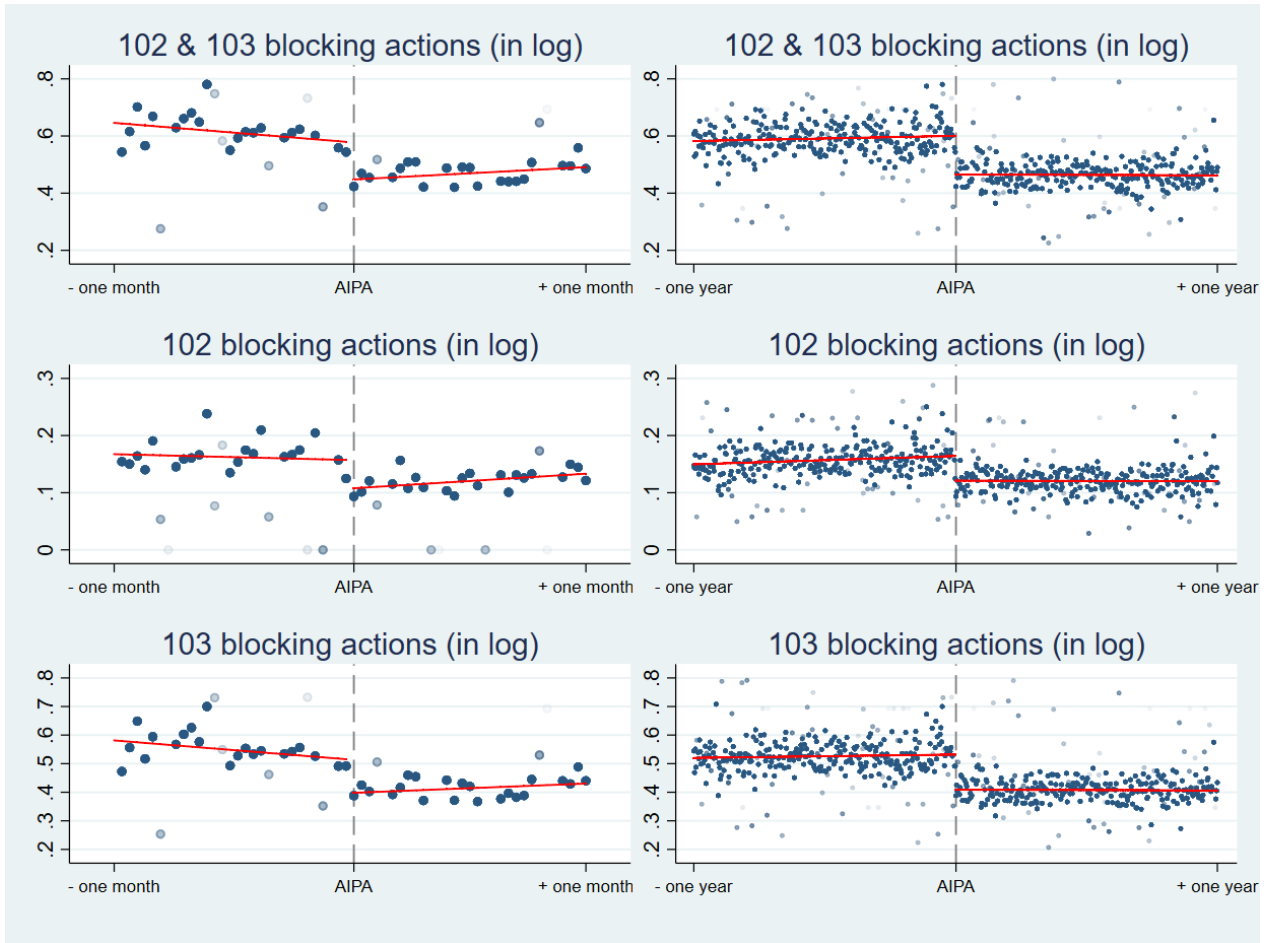 102 & 103 blocking actions (in log)
.8
.6
.4
.2
- one month AIPA + one month
102 & 103 blocking actions (in log)
.8
.6
.4
.2
- one year AIPA + one year
102 blocking actions (in log)
.3
.2
.1
0
- one month AIPA + one month
102 blocking actions (in log)
.3
.2
.1
0
- one year AIPA + one year
103 blocking actions (in log)
.8
.7
.6
.5
.4
.3
.2
- one month AIPA + one month
103 blocking actions (in log)
.8
.7
.6
.5
.4
.3
.2
- one year AIPA + one year